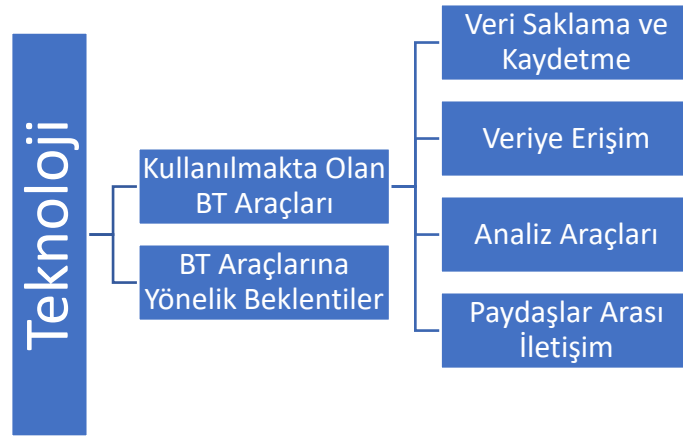 Teknoloji
Kullanılmakta Olan
BT Araçları
BT Araçlarına
Yönelik Beklentiler
Veri Saklama ve
Kaydetme
Veriye Erişim
Analiz Araçları
Paydaşlar Arası
İletişim